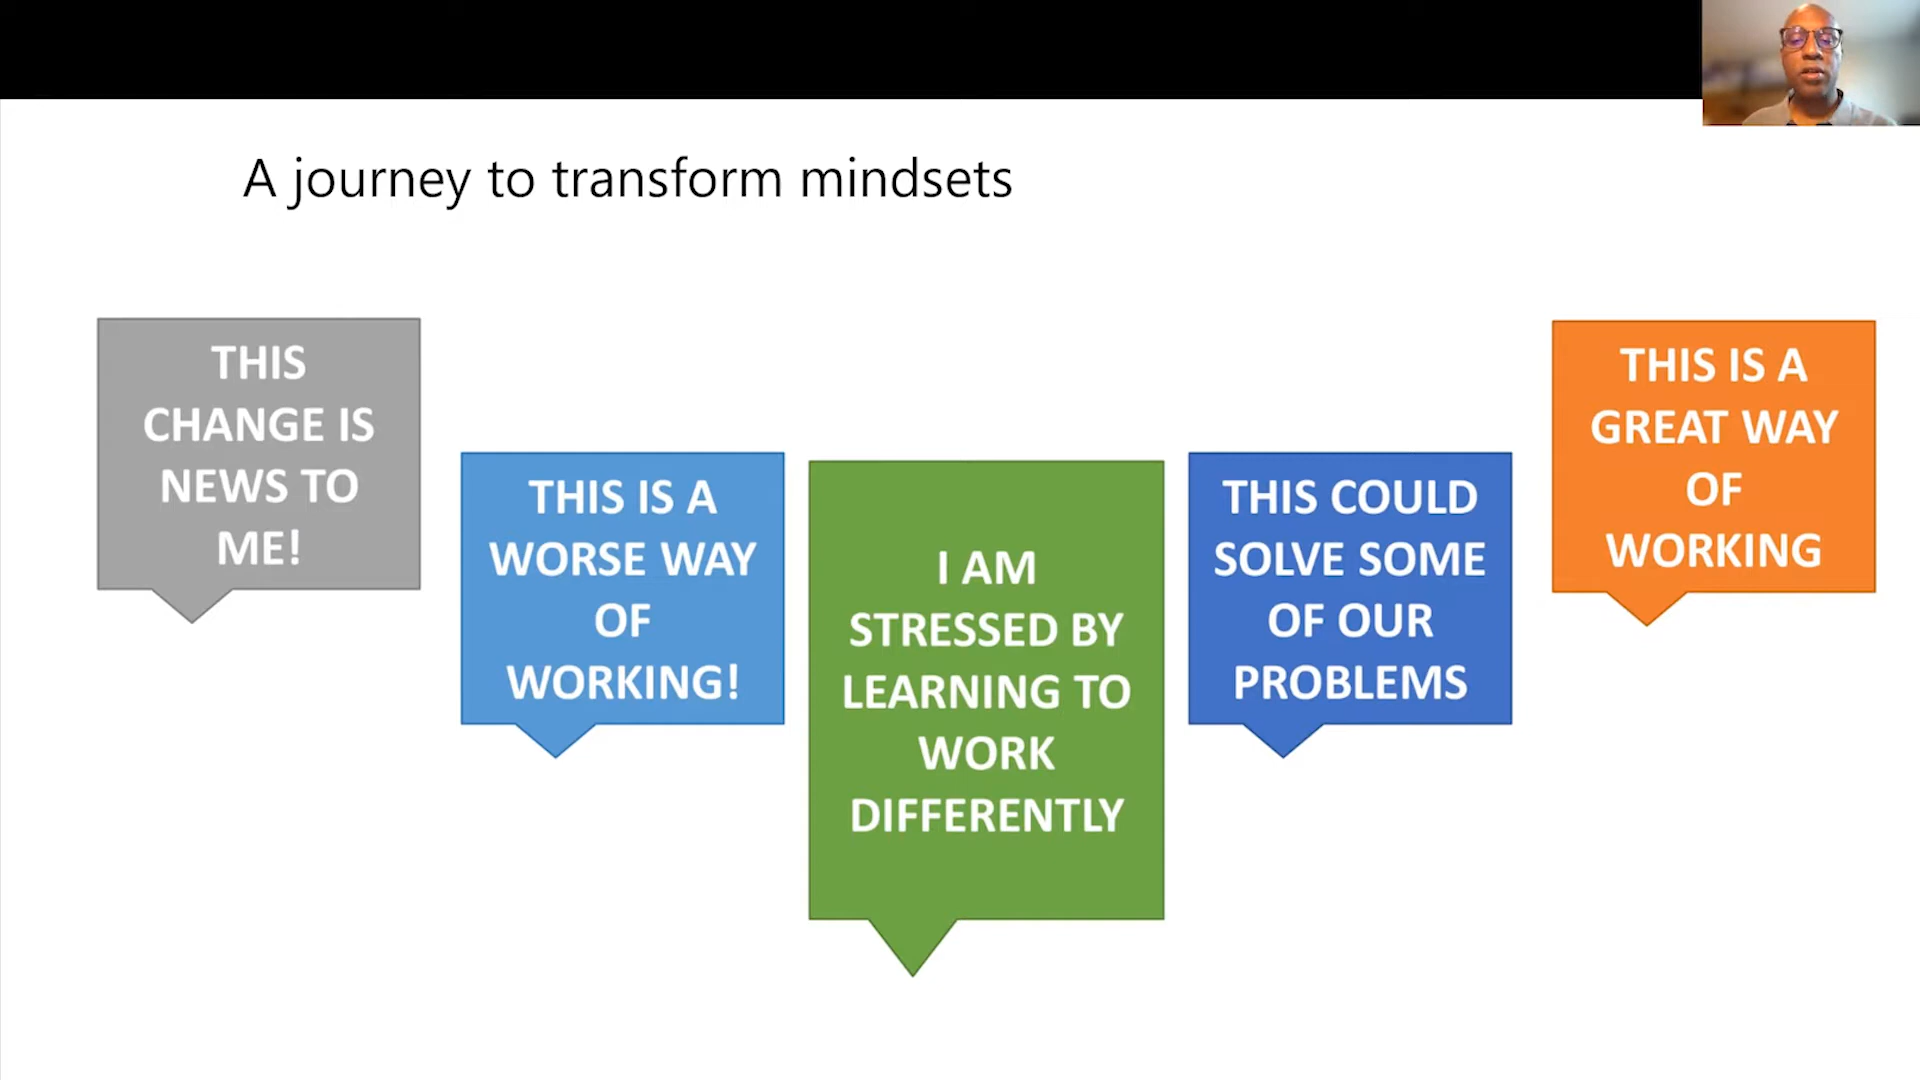 A journey to transform mindsets
THIS
CHANGE IS
NEWS TO
ME!
THIS IS A
WORSE WAY
OF
WORKING!
I AM
STRESSED BY
LEARNING TO
WORK
DIFFERENTLY
THIS COULD
SOLVE SOME
OF OUR
PROBLEMS
THIS IS A
GREAT WAY
OF
WORKING